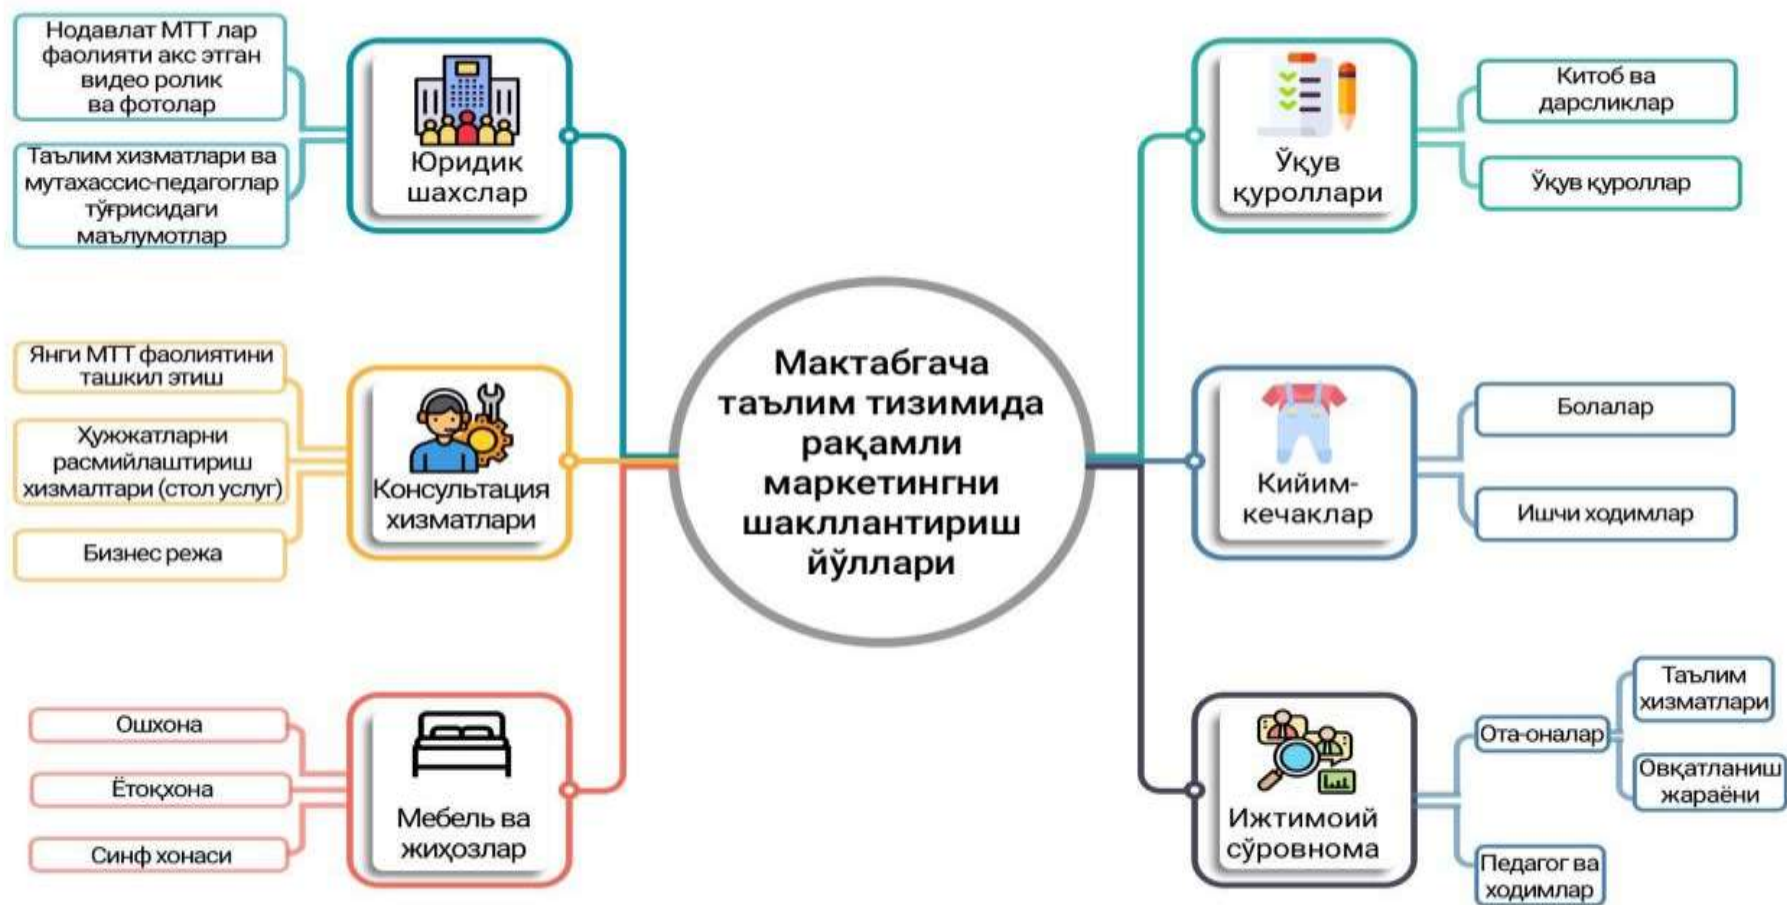 Нодавлат МТТ лар
фаолияти акс этган
видео ролик
ва фотолар
Таълим хизматлари ва
мутахассис-педагоглар
тўғрисидаги
маълумотлар
Юридик
шахслар
Янги МТТ фаолиятини
ташкил этиш
Ҳужжатларни
расмийлаштириш
хизмалтари (стол услуг)
Бизнес режа
Консультация
хизматлари
Ошхона
Ётоқхона
Синф хонаси
Мебель ва
жиҳозлар
Мактабгача
таълим тизимида
рақамли
маркетингни
шакллантириш
йўллари
Ўқув
қуроллари
Китоб ва
дарсликлар
Ўқув қуроллар
Кийим-
кечаклар
Болалар
Ишчи ходимлар
Ижтимоий
сўровнома
Ота-оналар
Таълим
хизматлари
Овқатланиш
жараёни
Педагог ва
ходимлар